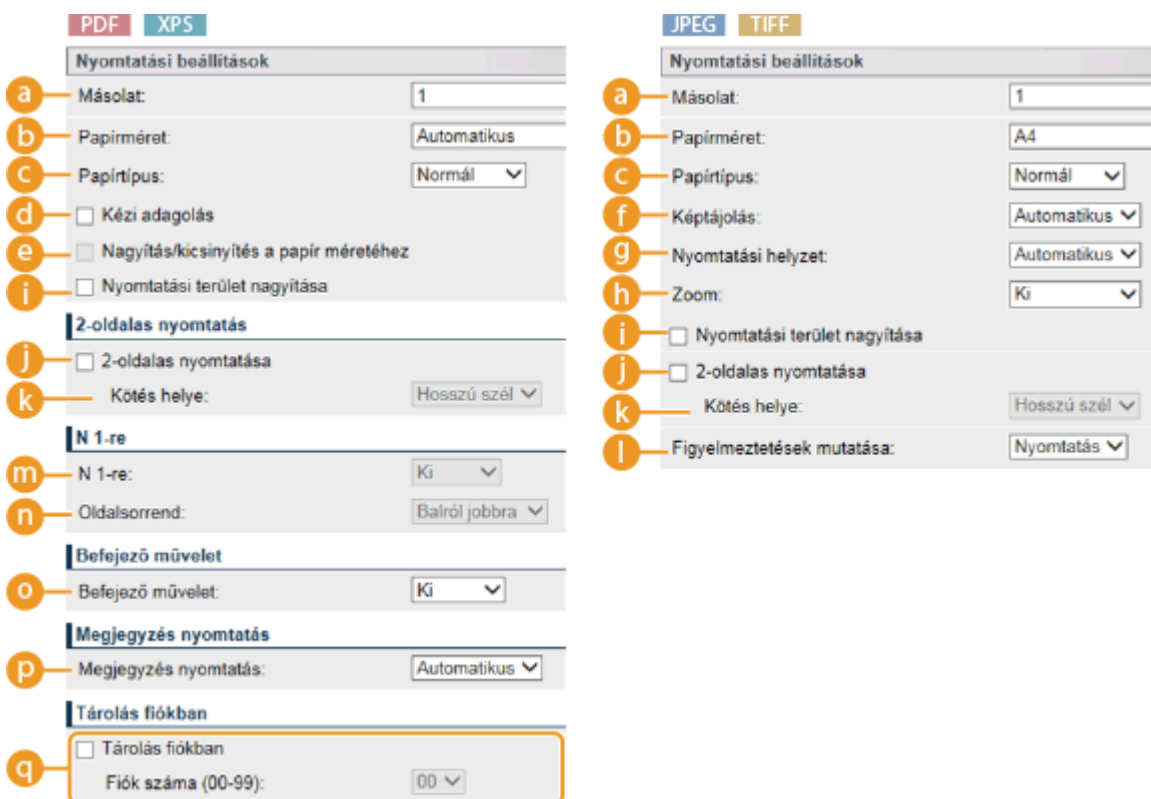 PDF XPS
Nyomtatási beállítások
a Másolat: 1
b Papírméret: Automatikus
c Papírtípus: Normál
d Kézi adagolás
e Nagyítás/kicsinyítés a papír méretéhez
i Nyomtatási terület nagyítása
2-oldalas nyomtatás
j 2-oldalas nyomtatása
k Kötés helye: Hosszú szél
N 1-re
m N 1-re: Ki
n Oldalsorrend: Balról jobbra
Befejező művelet
o Befejező művelet: Ki
Megjegyzés nyomtatás
p Megjegyzés nyomtatás: Automatikus
Tárolás fiókban
q Tárolás fiókban
Fiók száma (00-99): 00
JPEG TIFF
Nyomtatási beállítások
a Másolat: 1
b Papírméret: A4
c Papírtípus: Normál
f Képtájolás: Automatikus
g Nyomtatási helyzet: Automatikus
h Zoom: Ki
i Nyomtatási terület nagyítása
j 2-oldalas nyomtatása
k Kötés helye: Hosszú szél
l Figyelmeztetések mutatása: Nyomtatás